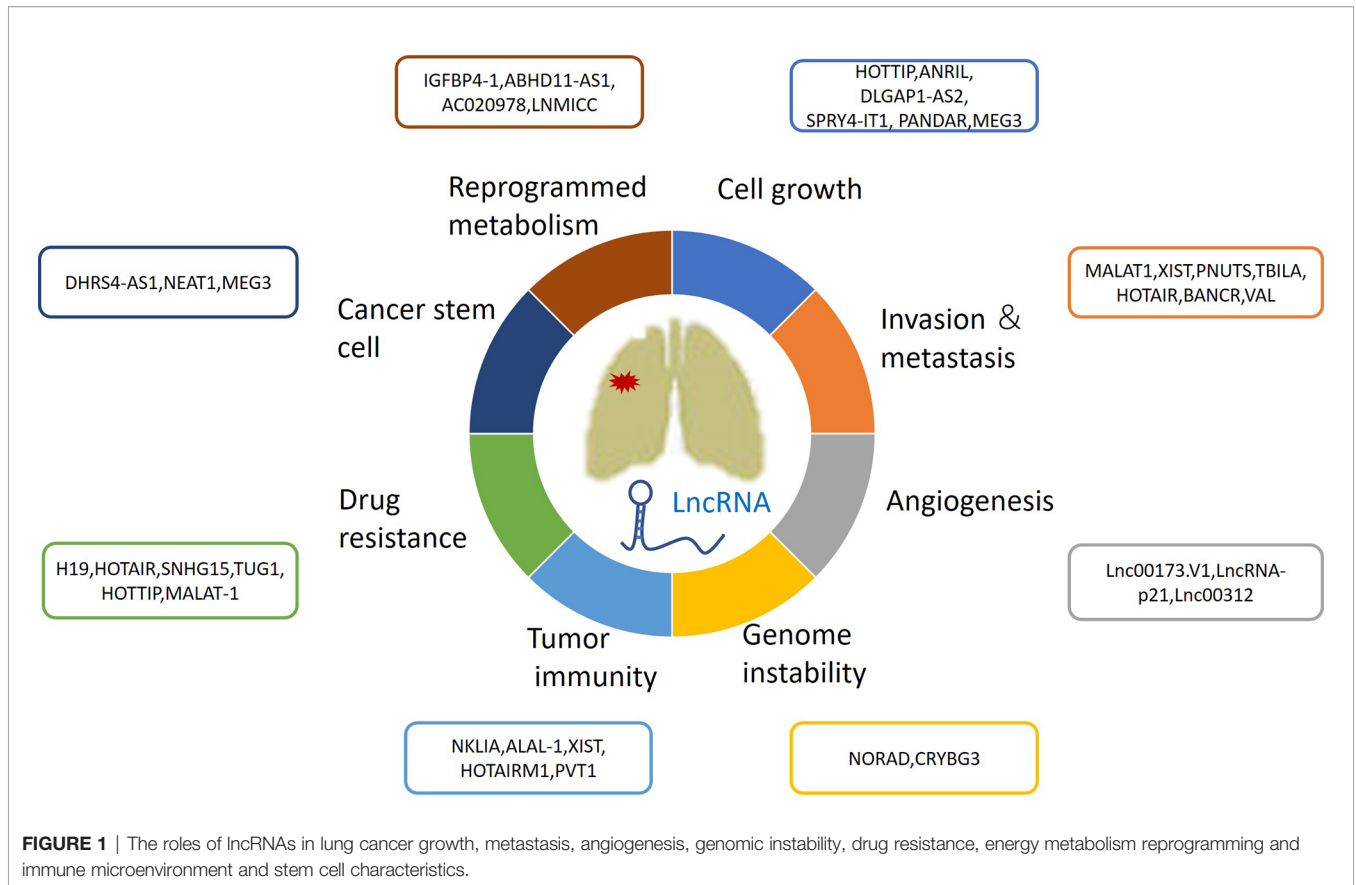 IGFBP4-1,ABHD11-AS1,
AC020978,LNMICC
HOTTIP,ANRIL,
DLGAP1-AS2,
SPRY4-IT1, PANDAR,MEG3
Reprogrammed
metabolism
Cell growth
DHRS4-AS1,NEAT1,MEG3
MALAT1,XIST,PNUTS,TBILA,
HOTAIR,BANCR,VAL
Cancer stem
cell
Invasion &
metastasis
Drug
resistance
LncRNA
Angiogenesis
H19,HOTAIR,SNHG15,TUG1,
HOTTIP,MALAT-1
Lnc00173.V1,LncRNA-
p21,Lnc00312
Tumor
immunity
Genome
instability
NKLIA,ALAL-1,XIST,
HOTAIRM1,PVT1
NORAD,CRYBG3
FIGURE 1 | The roles of lncRNAs in lung cancer growth, metastasis, angiogenesis, genomic instability, drug resistance, energy metabolism reprogramming and
immune microenvironment and stem cell characteristics.